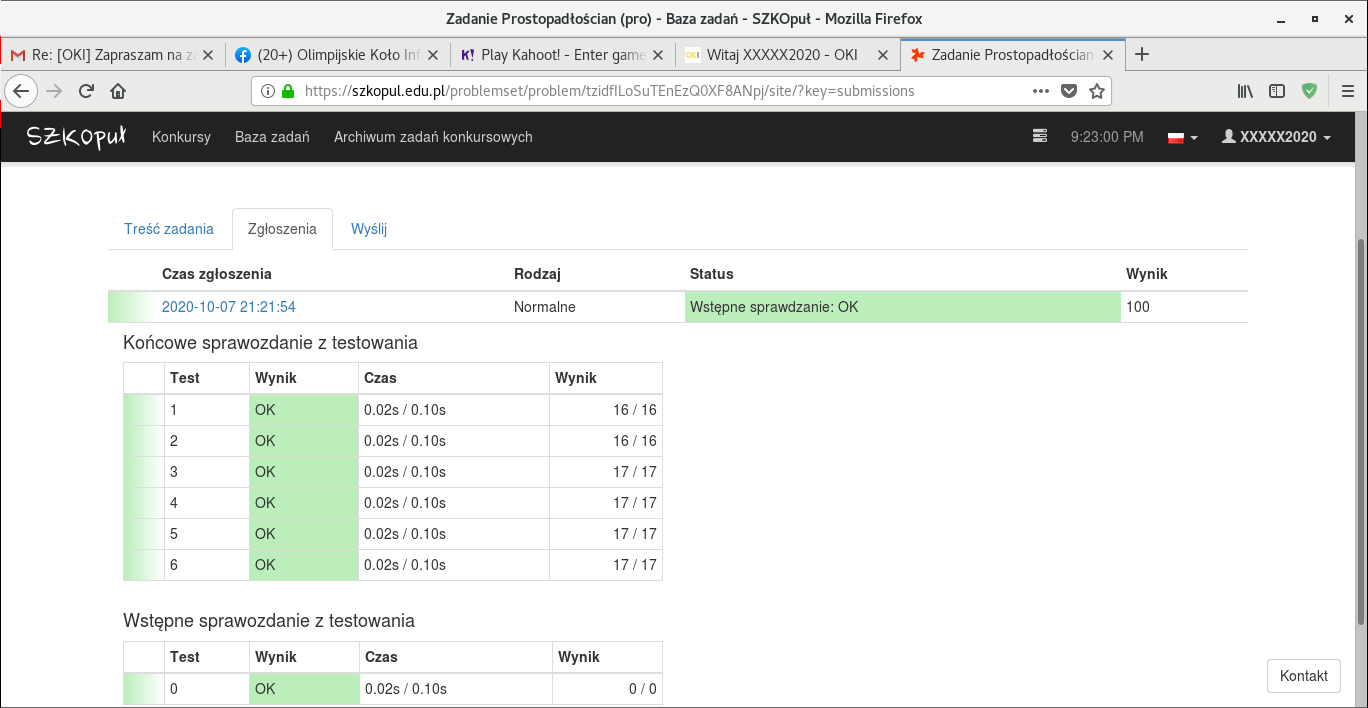 Zadanie Prostopadłościan (pro) - Baza zadań - SZKOpuł - Mozilla Firefox
Re: [OKI] Zapraszam na z (20+) Olimpijskie Koło Inf Play Kahoot! - Enter game Witaj XXXXX2020 - OKI Zadanie Prostopadłościan
https://szkopul.edu.pl/problemset/problem/tzidflLoSuTEnEzQ0XF8ANpj/site/?key=submissions
SZKOpuł Konkursy Baza zadań Archiwum zadań konkursowych 9:23:00 PM XXXXX2020
Treść zadania Zgłoszenia Wyślij
Czas zgłoszenia Rodzaj Status Wynik
2020-10-07 21:21:54 Normalne Wstępne sprawdzanie: OK 100
Końcowe sprawozdanie z testowania
Test Wynik Czas Wynik
1 OK 0.02s / 0.10s 16 / 16
2 OK 0.02s / 0.10s 16 / 16
3 OK 0.02s / 0.10s 17 / 17
4 OK 0.02s / 0.10s 17 / 17
5 OK 0.02s / 0.10s 17 / 17
6 OK 0.02s / 0.10s 17 / 17
Wstępne sprawozdanie z testowania
Test Wynik Czas Wynik
0 OK 0.02s / 0.10s 0 / 0
Kontakt